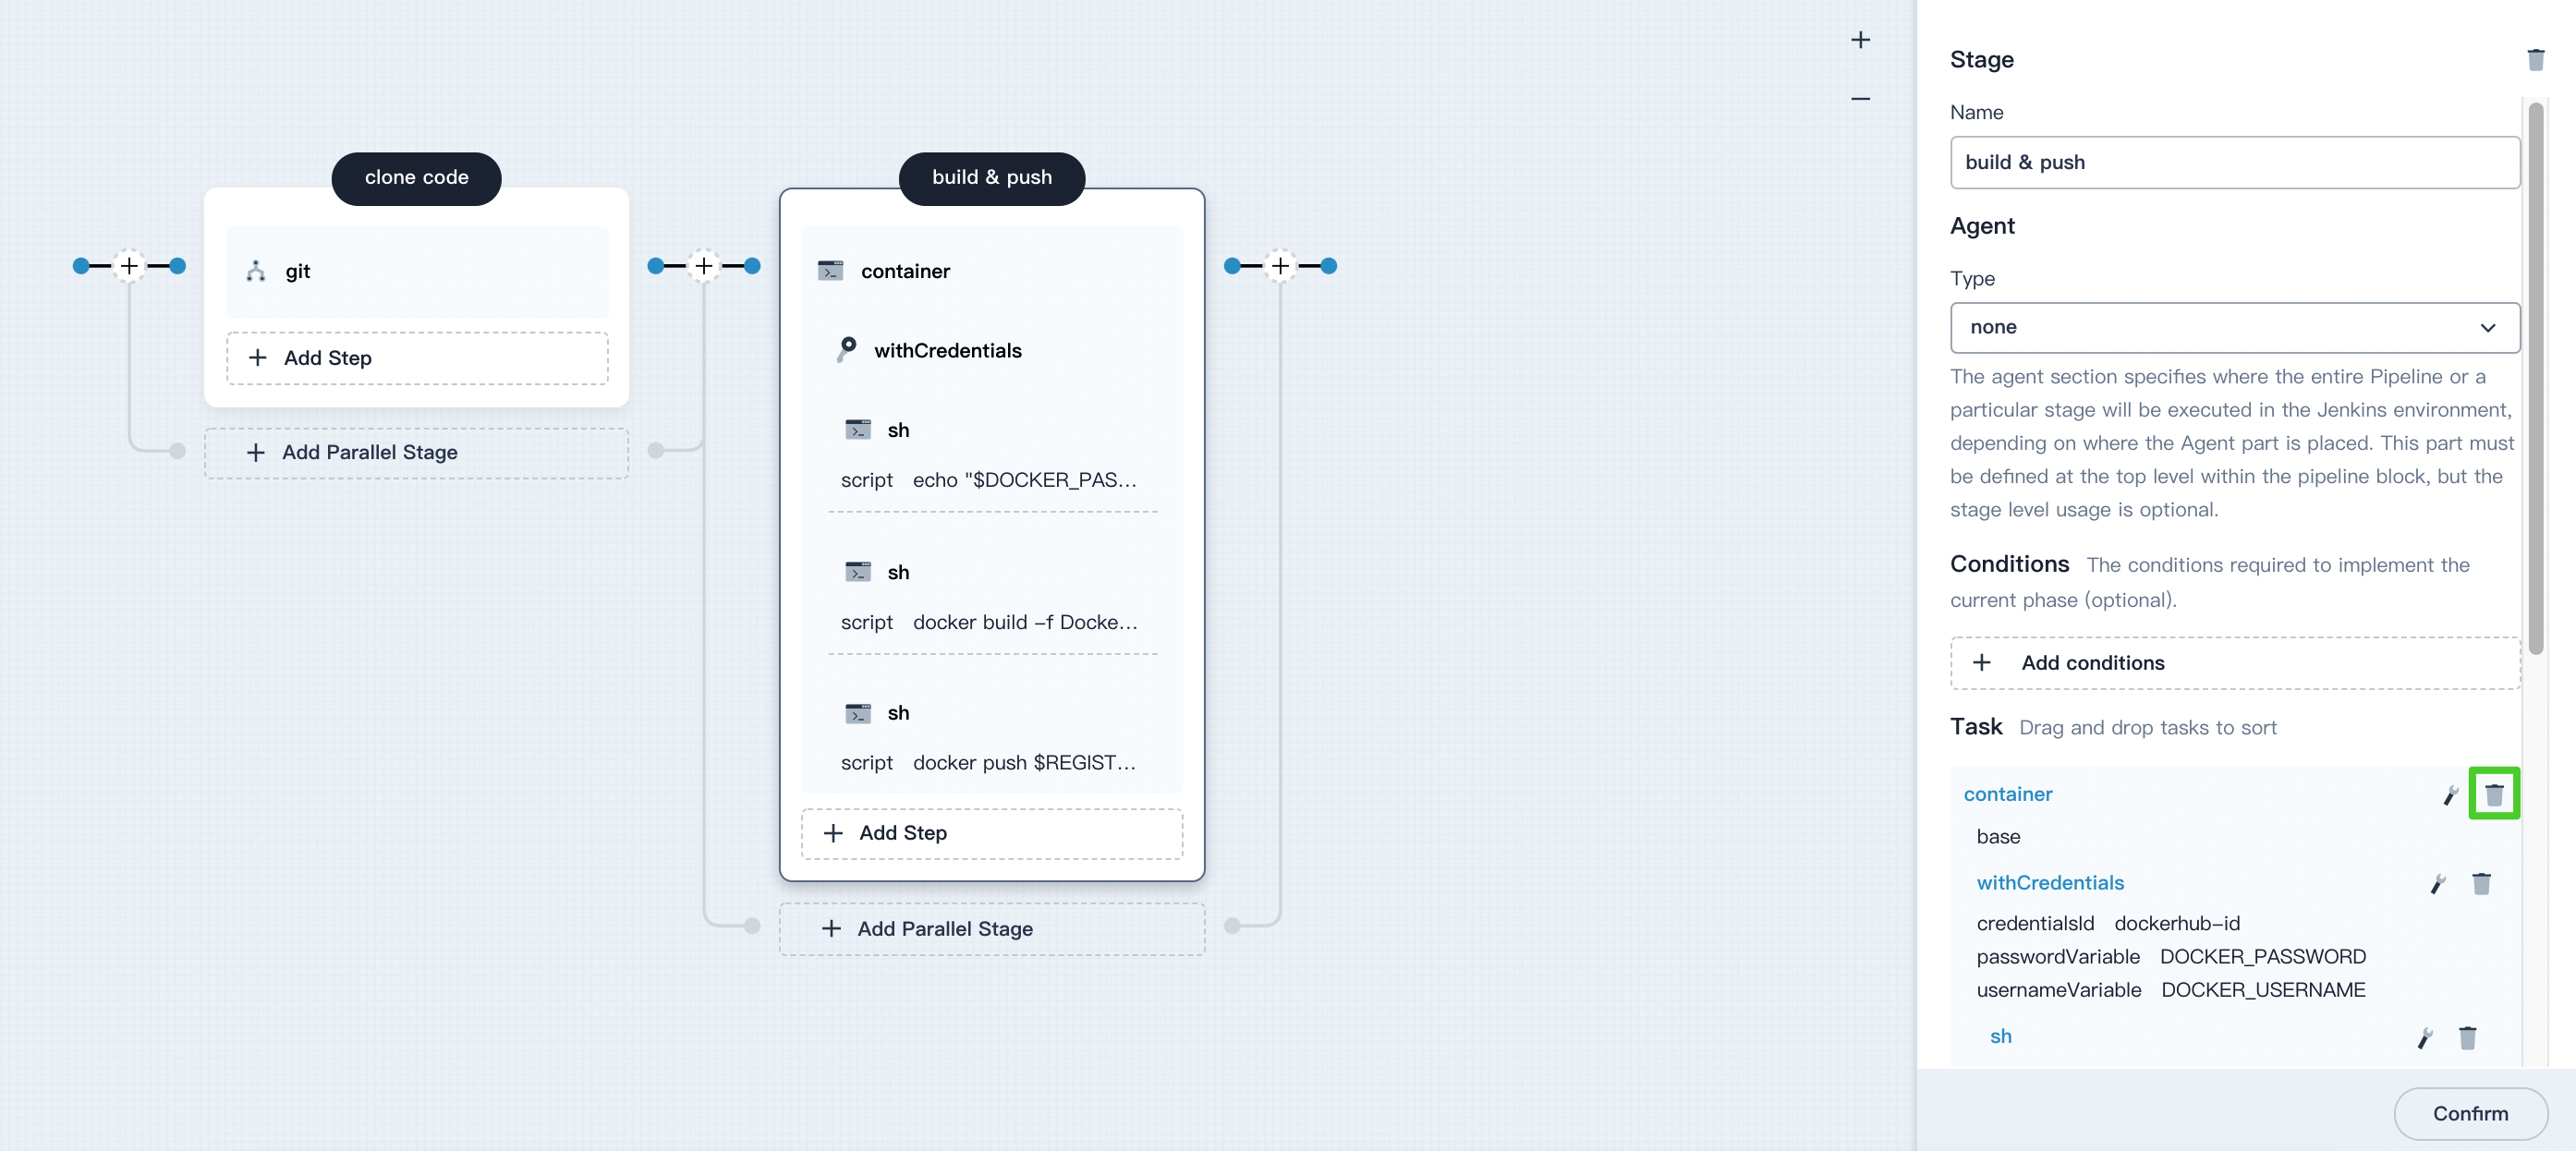 clone code
git
Add Step
Add Parallel Stage
build & push
container
withCredentials
sh
script echo "$DOCKER_PAS...
sh
script docker build -f Docke...
sh
script docker push $REGIST...
Add Step
Add Parallel Stage
Stage
Name
build & push
Agent
Type
none
The agent section specifies where the entire Pipeline or a
particular stage will be executed in the Jenkins environment,
depending on where the Agent part is placed. This part must
be defined at the top level within the pipeline block, but the
stage level usage is optional.
Conditions The conditions required to implement the
current phase (optional).
Add conditions
Task Drag and drop tasks to sort
container
base
withCredentials
credentialsId dockerhub-id
passwordVariable DOCKER_PASSWORD
usernameVariable DOCKER_USERNAME
sh
Confirm